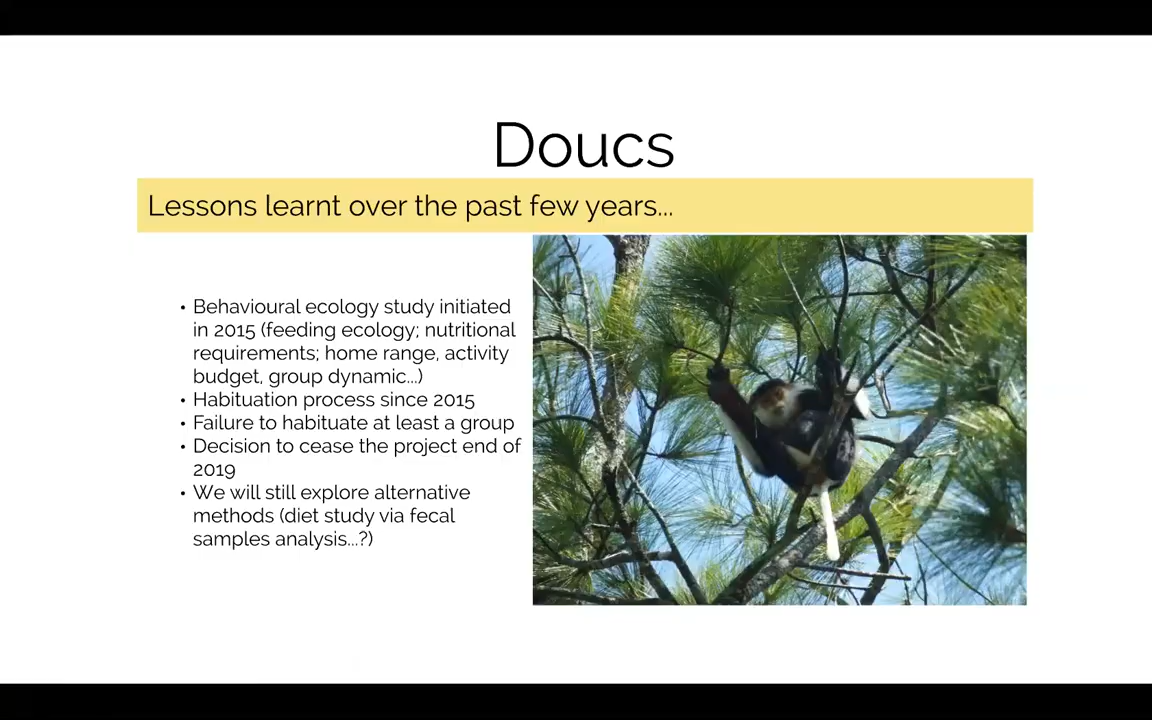 Doucs
Lessons learnt over the past few years...
• Behavioural ecology study initiated
in 2015 (feeding ecology; nutritional
requirements; home range, activity
budget, group dynamic...)
• Habituation process since 2015
• Failure to habituate at least a group
• Decision to cease the project end of
2019
• We will still explore alternative
methods (diet study via fecal
samples analysis...?)